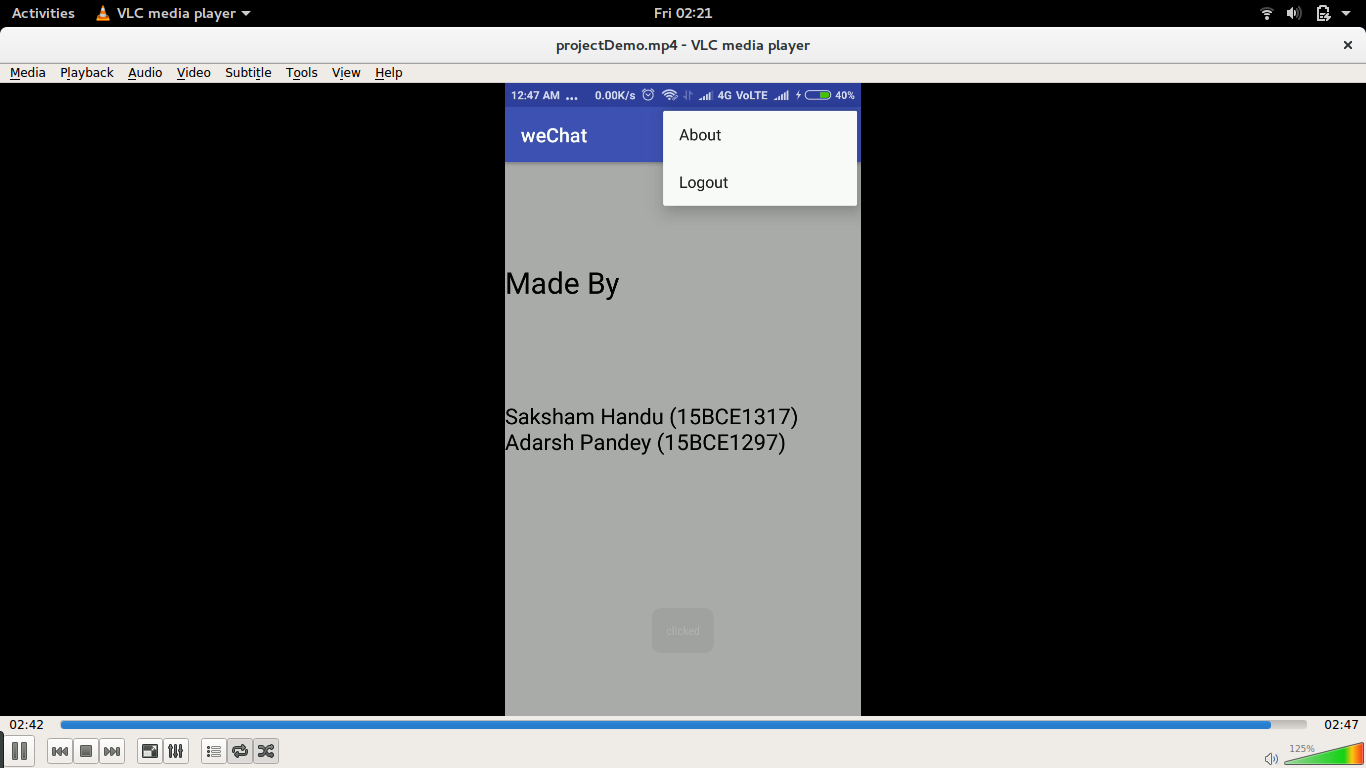 Activities VLC media player Fri 02:21
projectDemo.mp4 - VLC media player
Media Playback Audio Video Subtitle Tools View Help
12:47 AM ... 0.00K/s 4G VoLTE 40%
weChat
About
Logout
Made By
Saksham Handu (15BCE1317)
Adarsh Pandey (15BCE1297)
clicked
02:42 02:47
125%